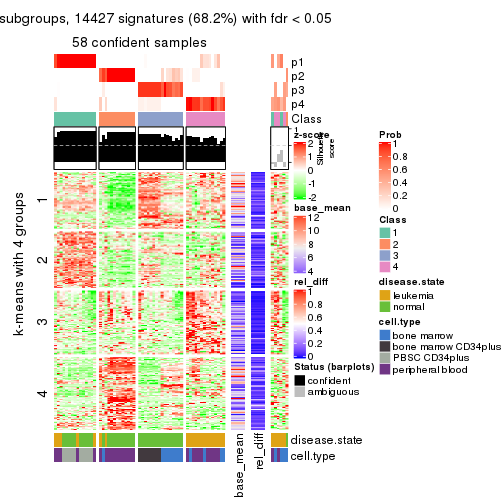 subgroups, 14427 signatures (68.2%) with fdr < 0.05
58 confident samples
p1
p2
p3
p4
Class
1
0
Silhouette
score
k-means with 4 groups
1
2
3
4
disease.state
cell.type
base_mean
rel_diff
z-score
2
1
0
-1
-2
base_mean
12
10
8
6
4
rel_diff
1
0.8
0.6
0.4
0.2
0
Status (barplots)
confident
ambiguous
Prob
1
0.8
0.6
0.4
0.2
0
Class
1
2
3
4
disease.state
leukemia
normal
cell.type
bone marrow
bone marrow CD34plus
PBSC CD34plus
peripheral blood